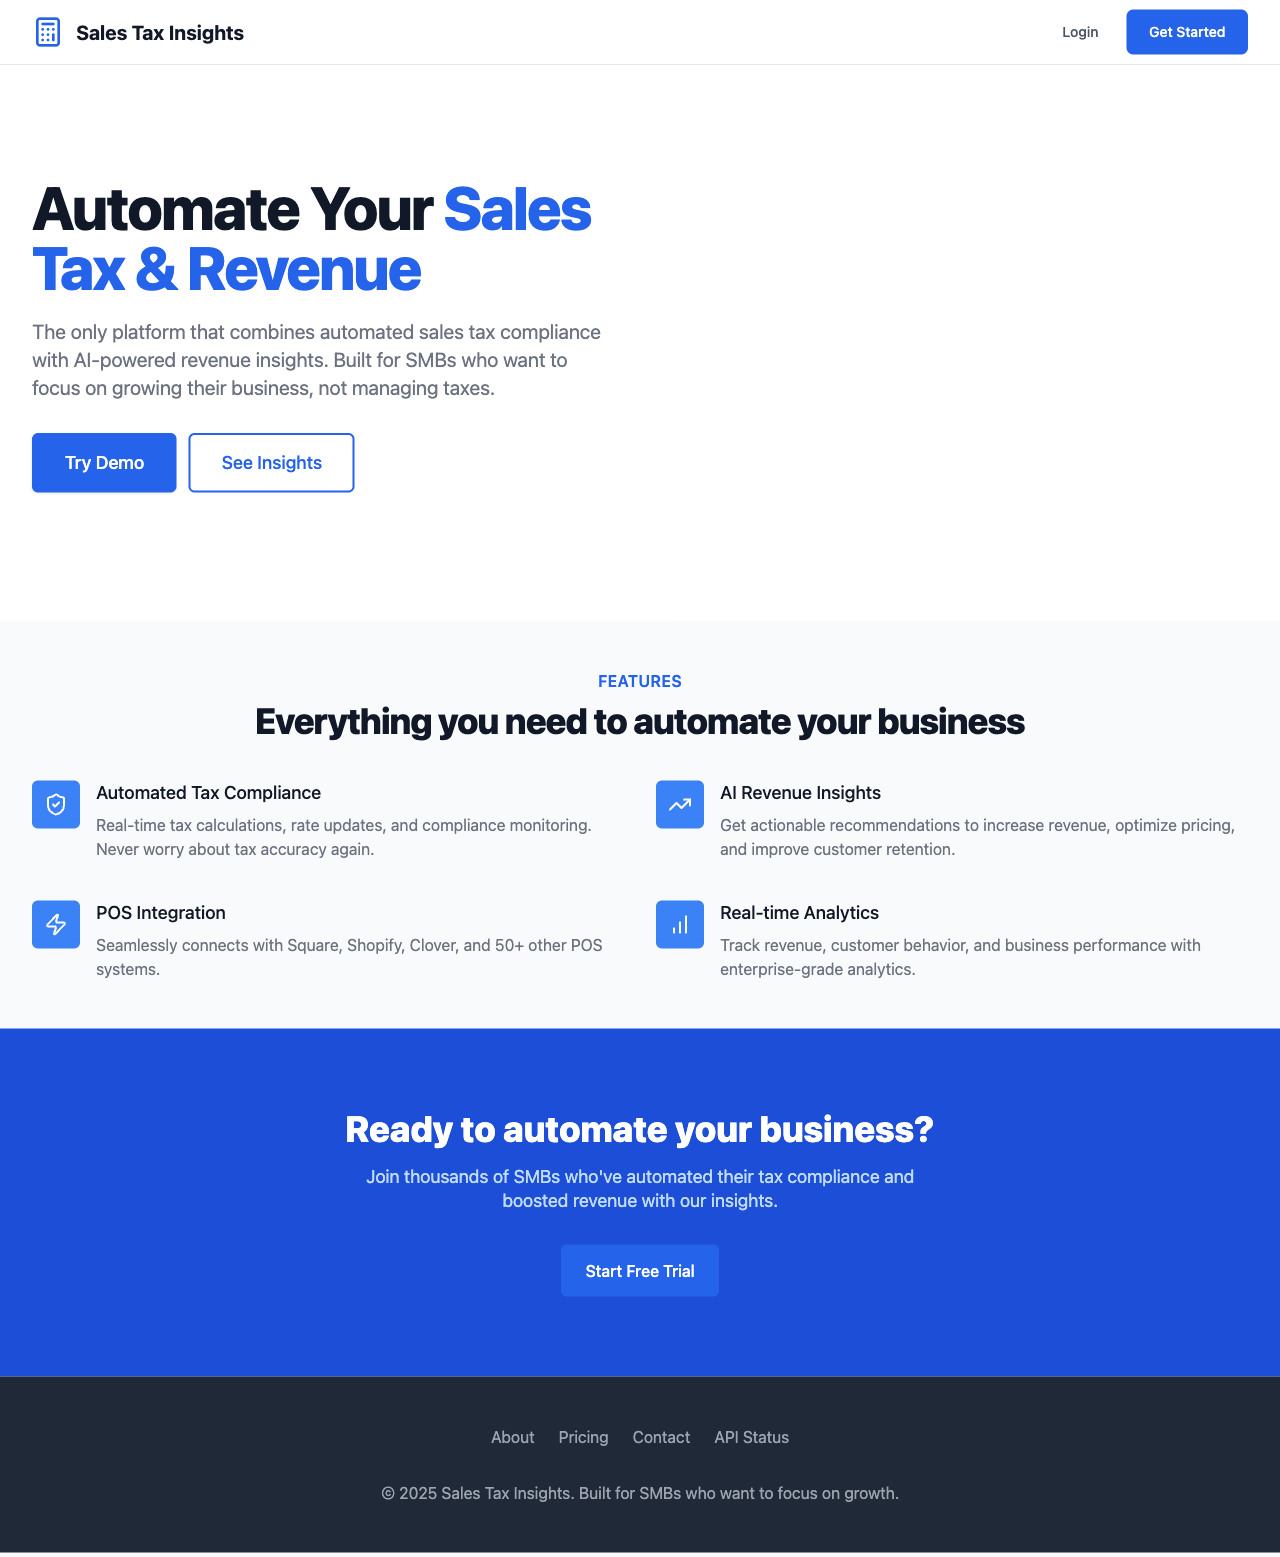 Sales Tax Insights
Login
Get Started
Automate Your Sales
Tax & Revenue
The only platform that combines automated sales tax compliance
with AI-powered revenue insights. Built for SMBs who want to
focus on growing their business, not managing taxes.
Try Demo
See Insights
FEATURES
Everything you need to automate your business
Automated Tax Compliance
Real-time tax calculations, rate updates, and compliance monitoring.
Never worry about tax accuracy again.
AI Revenue Insights
Get actionable recommendations to increase revenue, optimize pricing,
and improve customer retention.
POS Integration
Seamlessly connects with Square, Shopify, Clover, and 50+ other POS
systems.
Real-time Analytics
Track revenue, customer behavior, and business performance with
enterprise-grade analytics.
Ready to automate your business?
Join thousands of SMBs who've automated their tax compliance and
boosted revenue with our insights.
Start Free Trial
About
Pricing
Contact
API Status
© 2025 Sales Tax Insights. Built for SMBs who want to focus on growth.